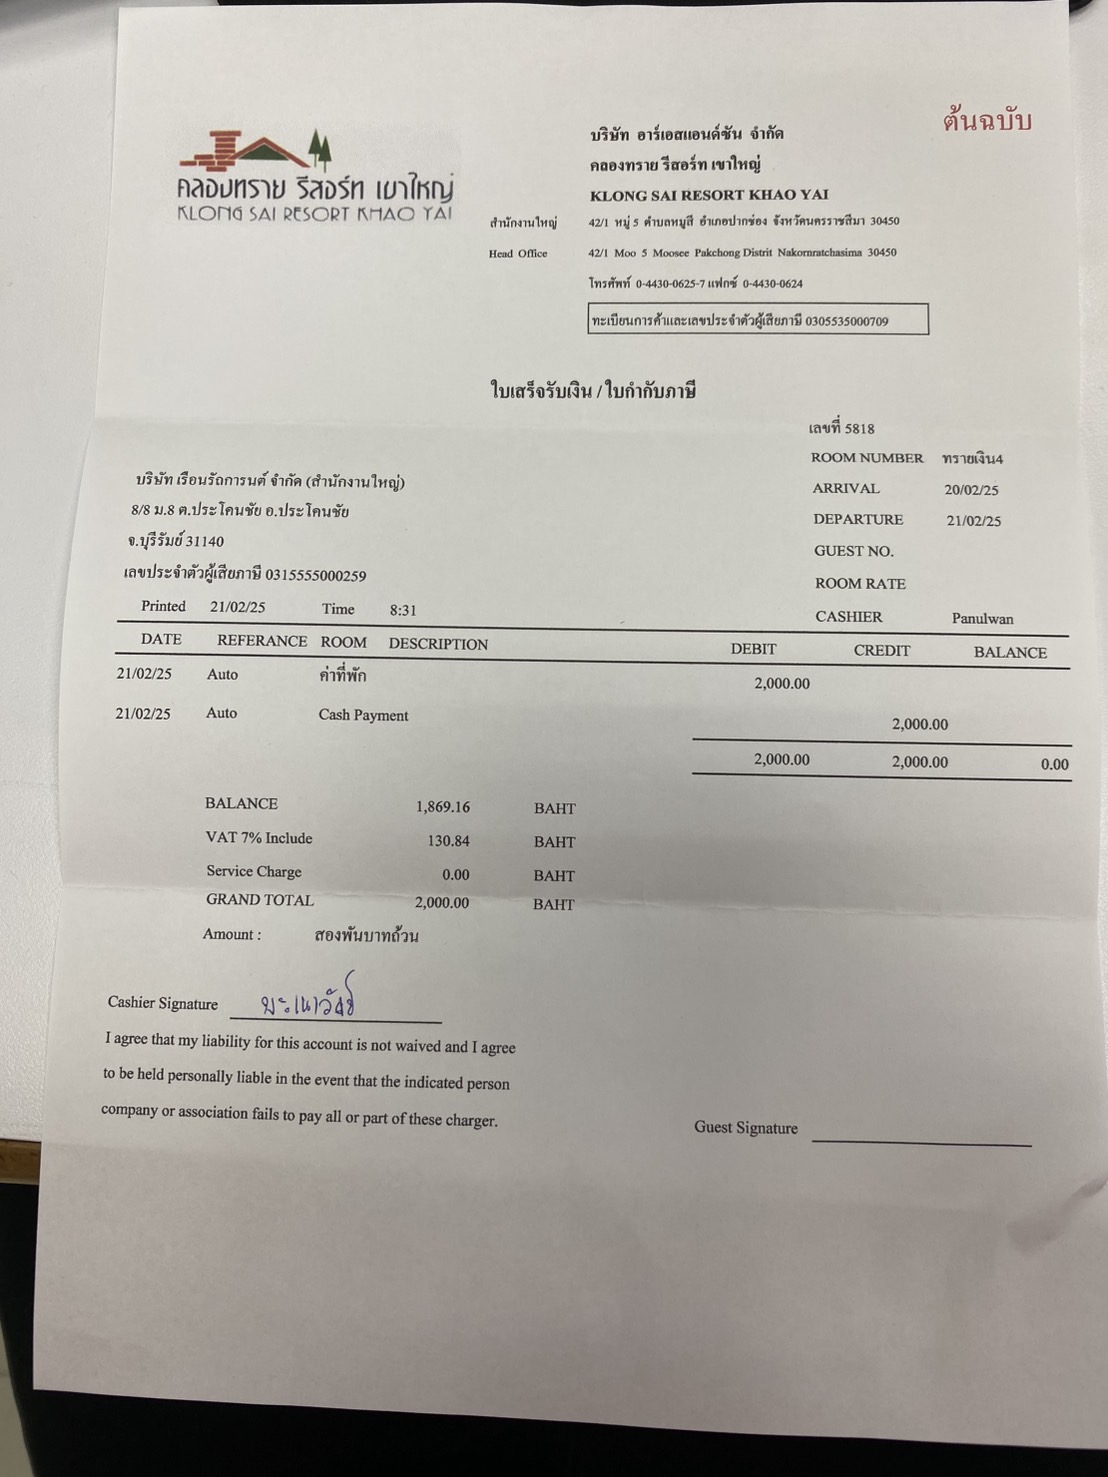 ต้นฉบับ
คลองทราย รีสอร์ท เขาใหญ่
KLONG SAI RESORT KHAO YAI
บริษัท อาร์เอสแอนด์ซัน จำกัด
คลองทราย รีสอร์ท เขาใหญ่
KLONG SAI RESORT KHAO YAI
สำนักงานใหญ่ 42/1 หมู่ 5 ตำบลหมูสี อำเภอปากช่อง จังหวัดนครราชสีมา 30450
Head Office 42/1 Moo 5 Moosee Pakchong Distrit Nakornratchasima 30450
โทรศัพท์ 0-4430-0625-7 แฟกซ์ 0-4430-0624
ทะเบียนการค้าและเลขประจำตัวผู้เสียภาษี 0305535000709
ใบเสร็จรับเงิน / ใบกำกับภาษี
เลขที่ 5818
ROOM NUMBER ทรายเงิน4
ARRIVAL 20/02/25
DEPARTURE 21/02/25
GUEST NO.
ROOM RATE
CASHIER Panulwan
บริษัท เรือนรัถการนต์ จำกัด (สำนักงานใหญ่)
8/8 ม.8 ต.ประโคนชัย อ.ประโคนชัย
จ.บุรีรัมย์ 31140
เลขประจำตัวผู้เสียภาษี 0315555000259
Printed 21/02/25 Time 8:31
DATE REFERANCE ROOM DESCRIPTION DEBIT CREDIT BALANCE
21/02/25 Auto ค่าที่พัก 2,000.00
21/02/25 Auto Cash Payment 2,000.00
2,000.00 2,000.00 0.00
BALANCE 1,869.16 BAHT
VAT 7% Include 130.84 BAHT
Service Charge 0.00 BAHT
GRAND TOTAL 2,000.00 BAHT
Amount : สองพันบาทถ้วน
Cashier Signature
I agree that my liability for this account is not waived and I agree
to be held personally liable in the event that the indicated person
company or association fails to pay all or part of these charger.
Guest Signature